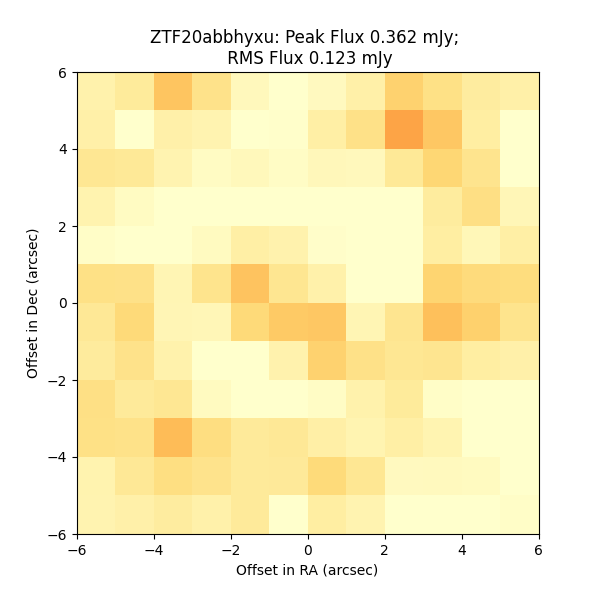 ZTF20abbhyxu: Peak Flux 0.362 mJy;
RMS Flux 0.123 mJy
6
4
2
0
−2
−4
−6
Offset in Dec (arcsec)
−6 −4 −2 0 2 4 6
Offset in RA (arcsec)